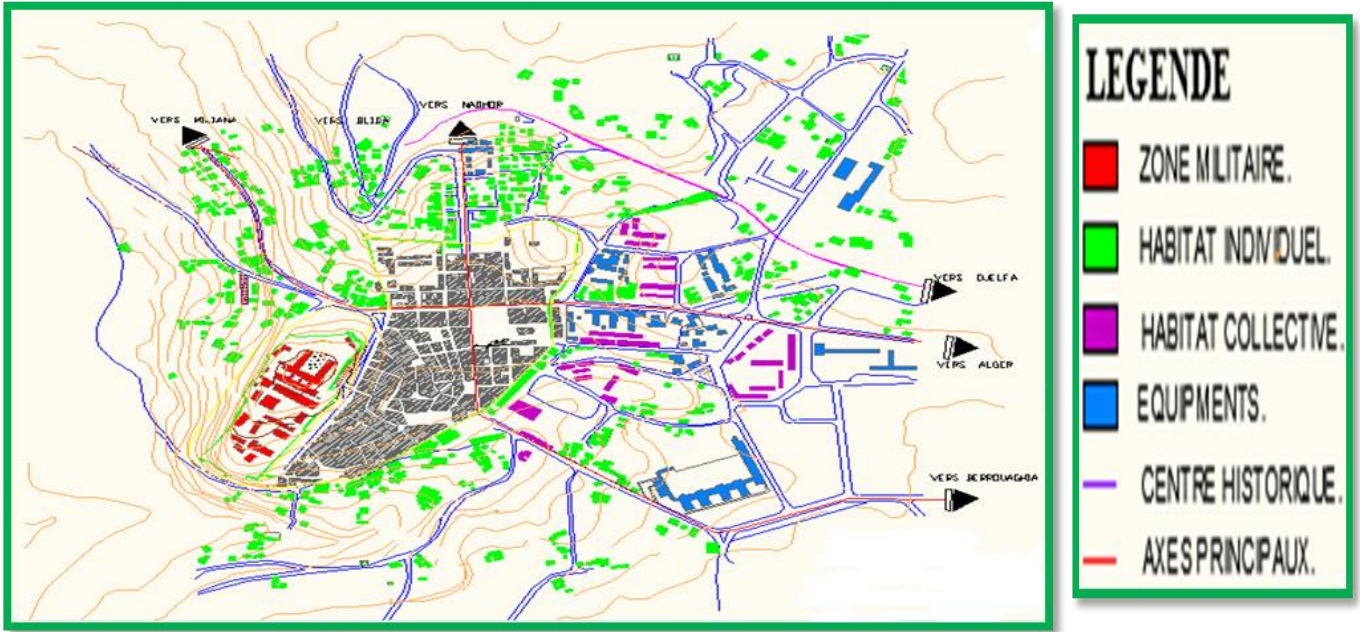 VERS MILIANA
VERS BLIDA
VERS NADHOR
VERS DJELFA
VERS ALGER
VERS BERROUAGHIA
LEGENDE
ZONE MILITAIRE.
HABITAT INDIVIDUEL.
HABITAT COLLECTIVE.
EQUPMENTS.
CENTRE HISTORIQUE.
AXES PRINCIPAUX.